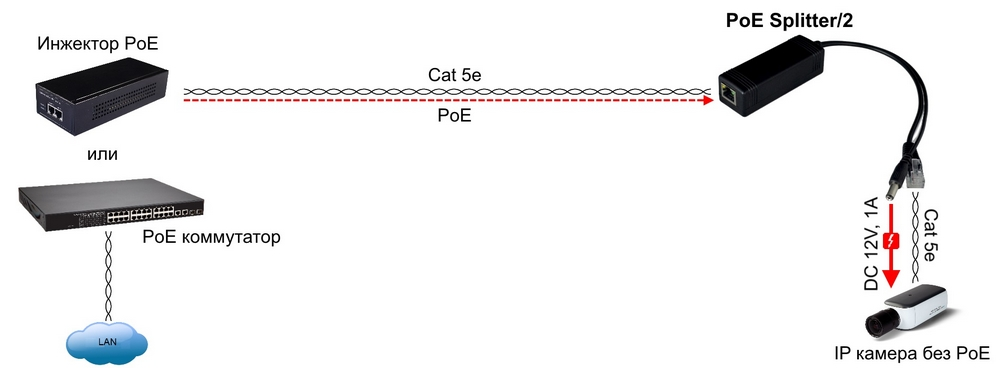 PoE Splitter/2
Инжектор PoE
Cat 5e
PoE
или
PoE коммутатор
DC 12V, 1A
Cat 5e
LAN
IP камера без PoE